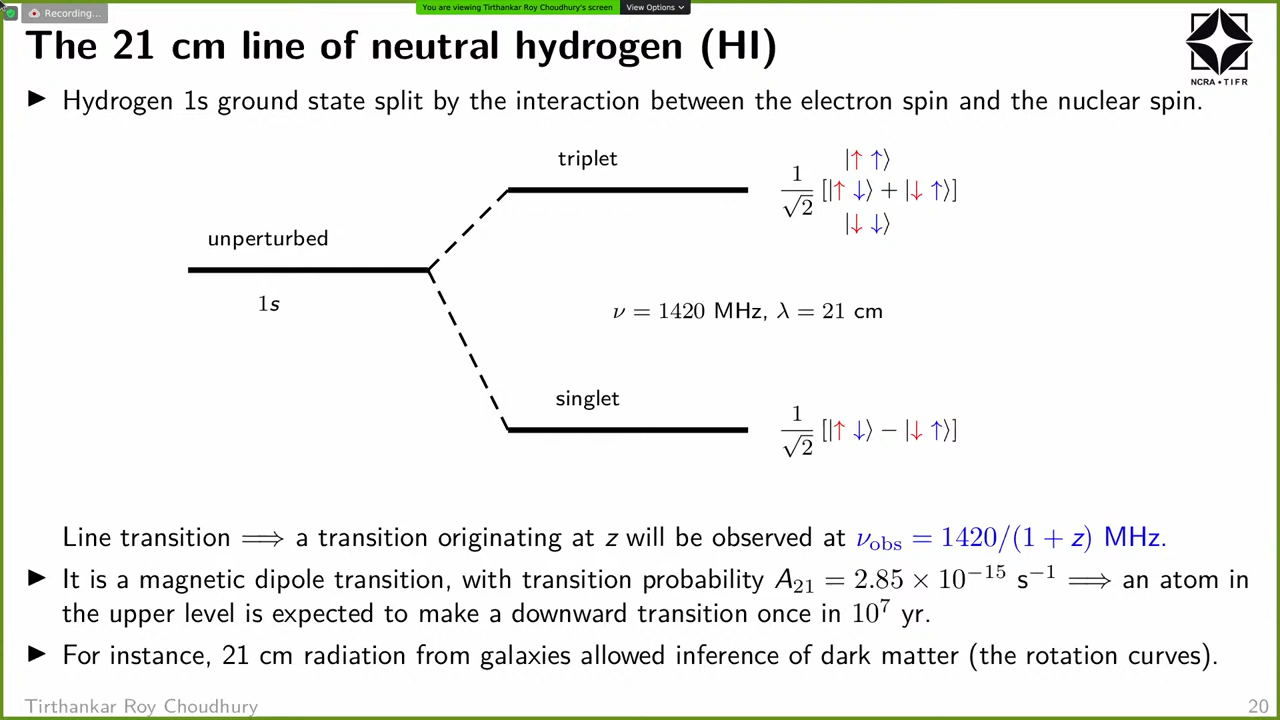 Recording...
You are viewing Tirthankar Roy Choudhury's screen View Options
The 21 cm line of neutral hydrogen (HI)
NCRA • TIFR
▶ Hydrogen 1s ground state split by the interaction between the electron spin and the nuclear spin.
triplet
|↑ ↑⟩
1/√2 [|↑ ↓⟩ + |↓ ↑⟩]
|↓ ↓⟩
unperturbed
1s
ν = 1420 MHz, λ = 21 cm
singlet
1/√2 [|↑ ↓⟩ − |↓ ↑⟩]
Line transition ⟹ a transition originating at z will be observed at ν_obs = 1420/(1 + z) MHz.
▶ It is a magnetic dipole transition, with transition probability A₂₁ = 2.85 × 10⁻¹⁵ s⁻¹ ⟹ an atom in
the upper level is expected to make a downward transition once in 10⁷ yr.
▶ For instance, 21 cm radiation from galaxies allowed inference of dark matter (the rotation curves).
Tirthankar Roy Choudhury
20